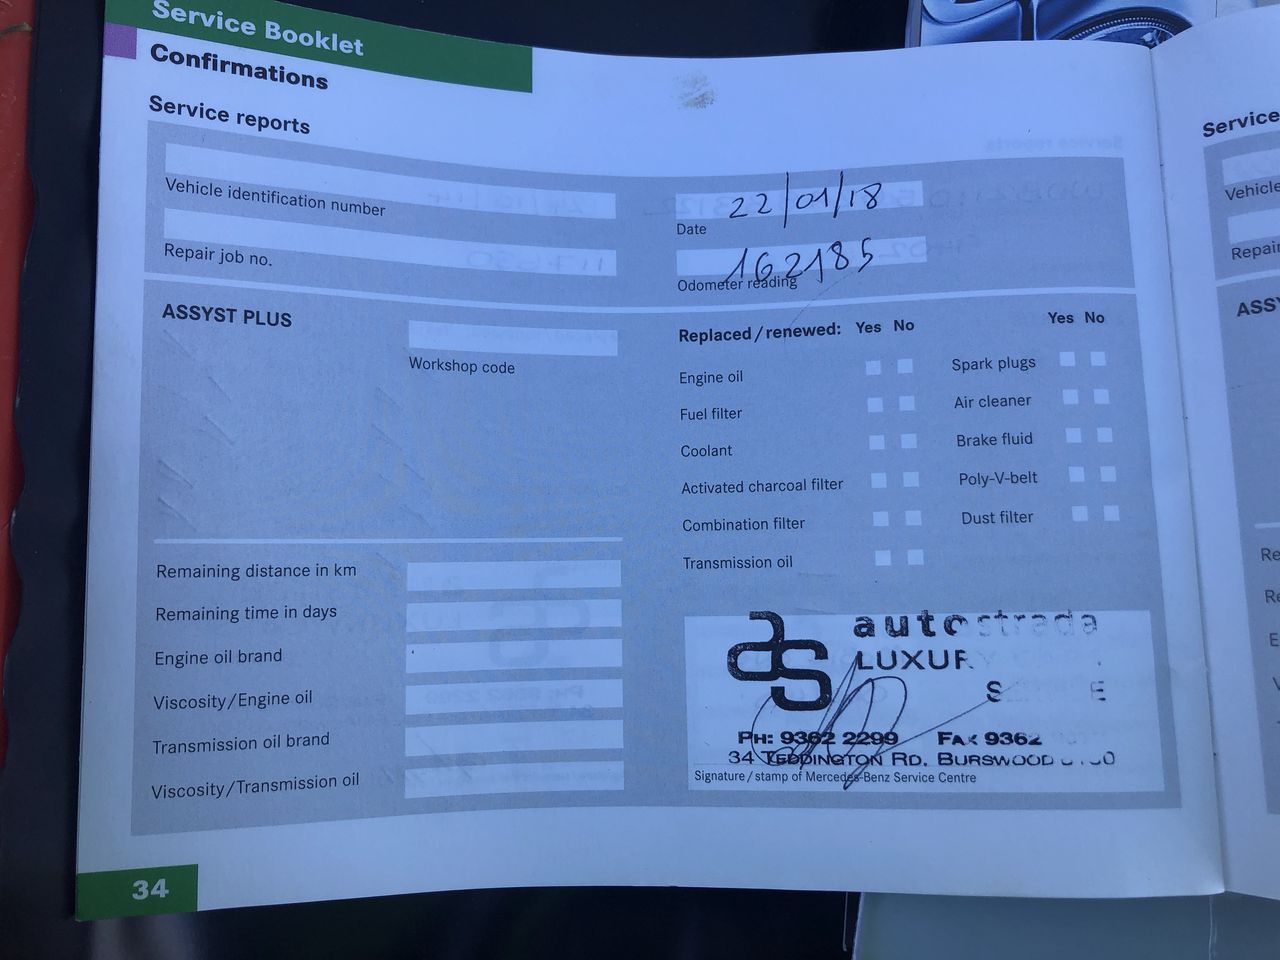 Service Booklet
Confirmations
Service reports
Vehicle identification number
Repair job no.
22/01/18
Date
162185
Odometer reading
ASSYST PLUS
Workshop code
Replaced/renewed: Yes No Yes No
Engine oil Spark plugs
Fuel filter Air cleaner
Coolant Brake fluid
Activated charcoal filter Poly-V-belt
Combination filter Dust filter
Transmission oil
Remaining distance in km
Remaining time in days
Engine oil brand
Viscosity/Engine oil
Transmission oil brand
Viscosity/Transmission oil
as autostrada
LUXUR
S E
PH: 9362 2299 FAX 9362
34 TEDDINGTON RD. BURSWOOD
Signature/stamp of Mercedes-Benz Service Centre
34
Service
Vehicle
Repair
ASSY
Re
Re
E